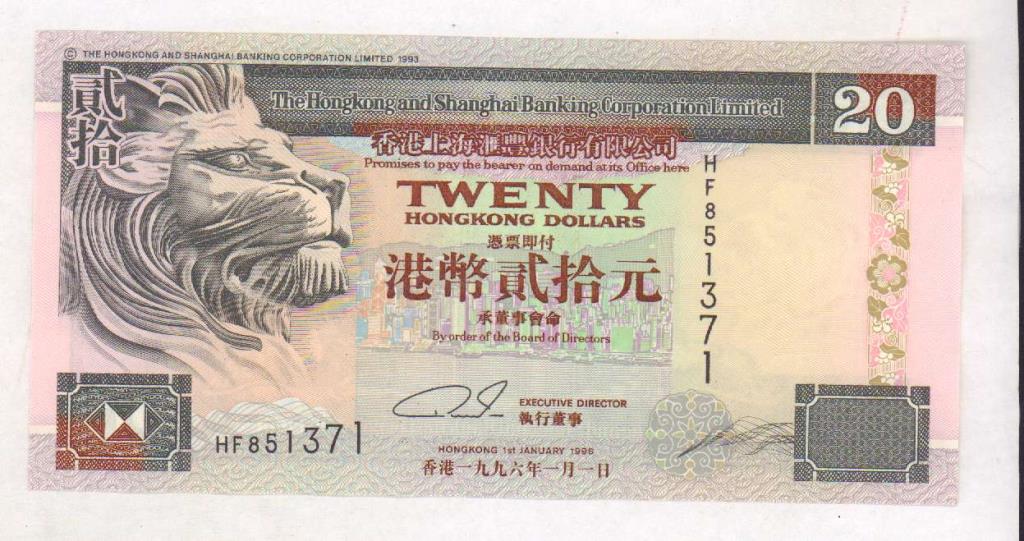 © THE HONGKONG AND SHANGHAI BANKING CORPORATION LIMITED 1993
貳拾
The Hongkong and Shanghai Banking Corporation Limited
20
香港上海滙豐銀行有限公司
Promises to pay the bearer on demand at its Office here
HF851371
TWENTY
HONGKONG DOLLARS
憑票即付
港幣貳拾元
承董事會命
By order of the Board of Directors
EXECUTIVE DIRECTOR
執行董事
HF851371
HONGKONG 1st JANUARY 1996
香港一九九六年一月一日